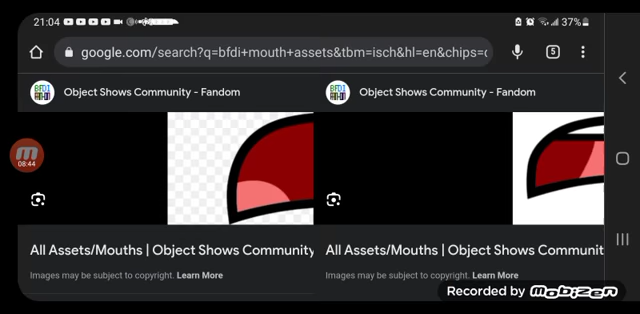 21:04
37%
google.com/search?q=bfdi+mouth+assets&tbm=isch&hl=en&chips=
5
Object Shows Community - Fandom
Object Shows Community - Fandom
08:44
All Assets/Mouths | Object Shows Community
All Assets/Mouths | Object Shows Communit
Images may be subject to copyright. Learn More
Images may be subject to copyright. Learn More
Recorded by Mobizen